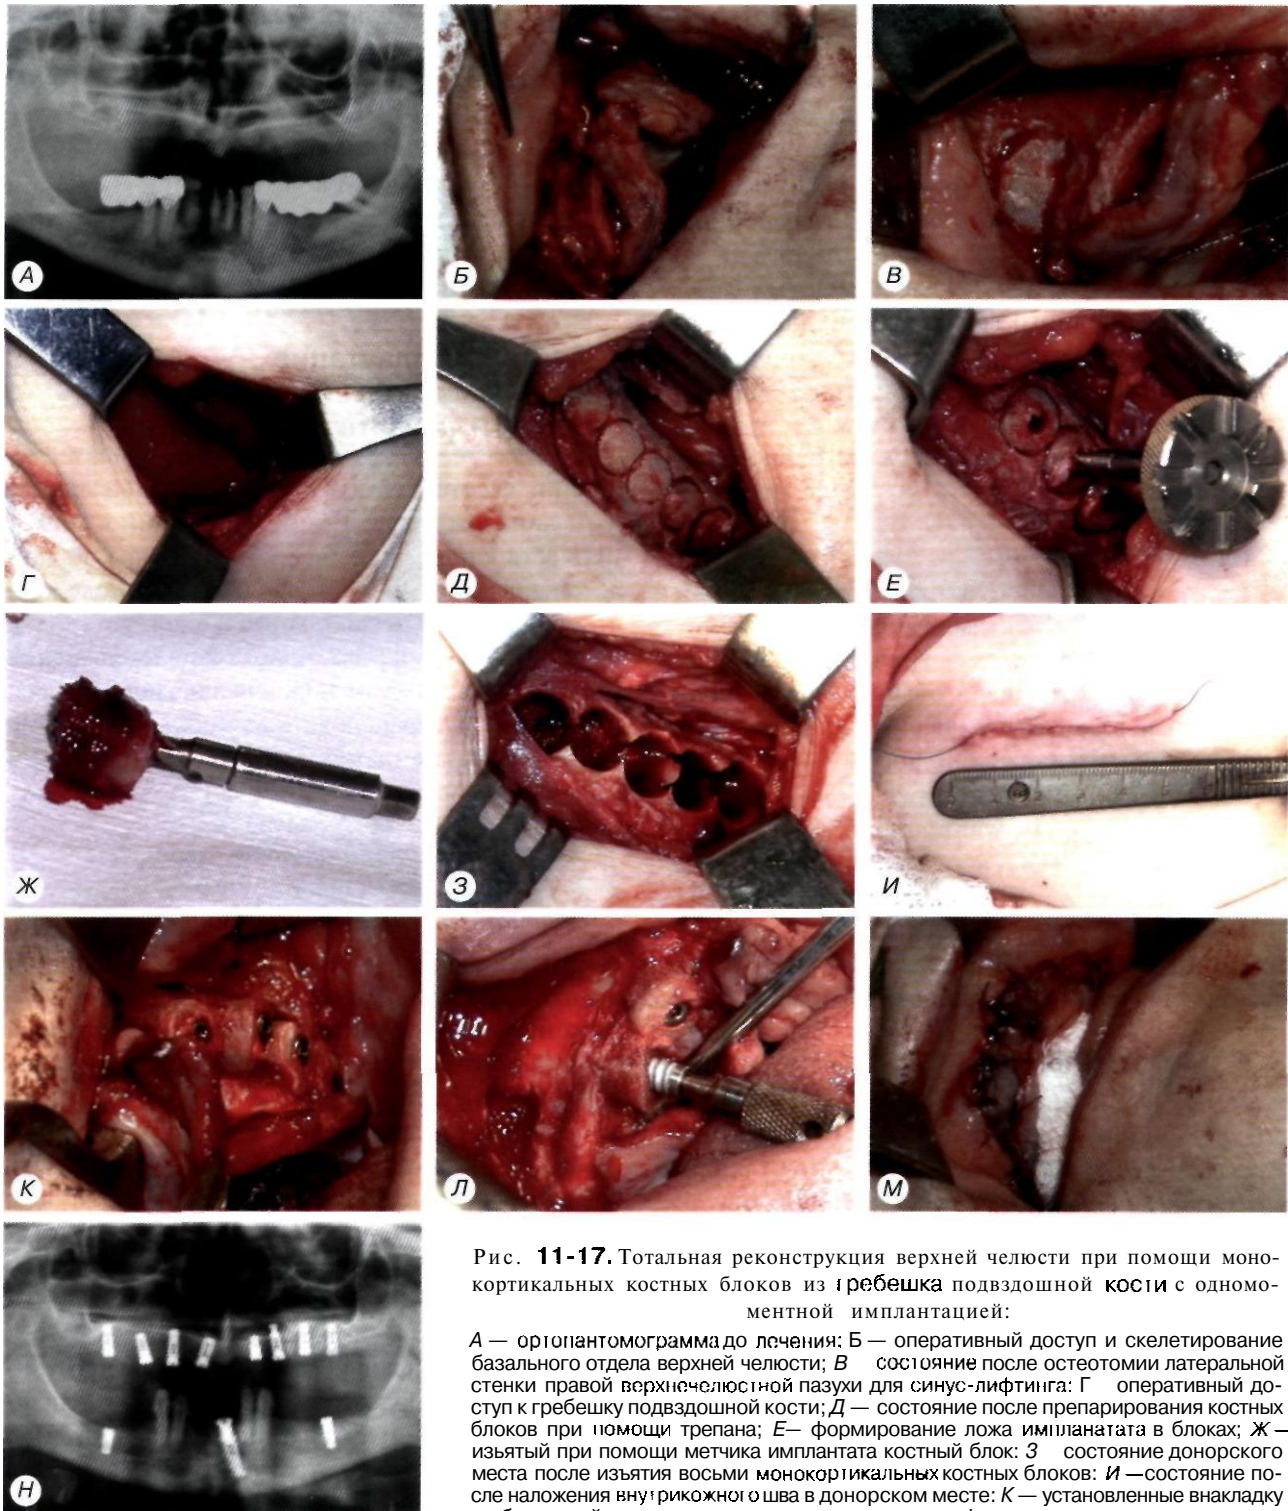 А
Б
В
Г
Д
Е
Ж
З
И
К
Л
М
Н
Рис. 11-17. Тотальная реконструкция верхней челюсти при помощи моно-
кортикальных костных блоков из гребешка подвздошной кости с одномо-
ментной имплантацией:
А — ортопантомограмма до лечения; Б — оперативный доступ и скелетирование
базального отдела верхней челюсти; В состояние после остеотомии латеральной
стенки правой верхнечелюстной пазухи для синус-лифтинга: Г оперативный до-
ступ к гребешку подвздошной кости; Д — состояние после препарирования костных
блоков при помощи трепана; Е— формирование ложа импланатата в блоках; Ж —
изъятый при помощи метчика имплантата костный блок: З состояние донорского
места после изъятия восьми монокортикальных костных блоков: И —состояние по-
сле наложения внутрикожного шва в донорском месте: К — установленные внакладку